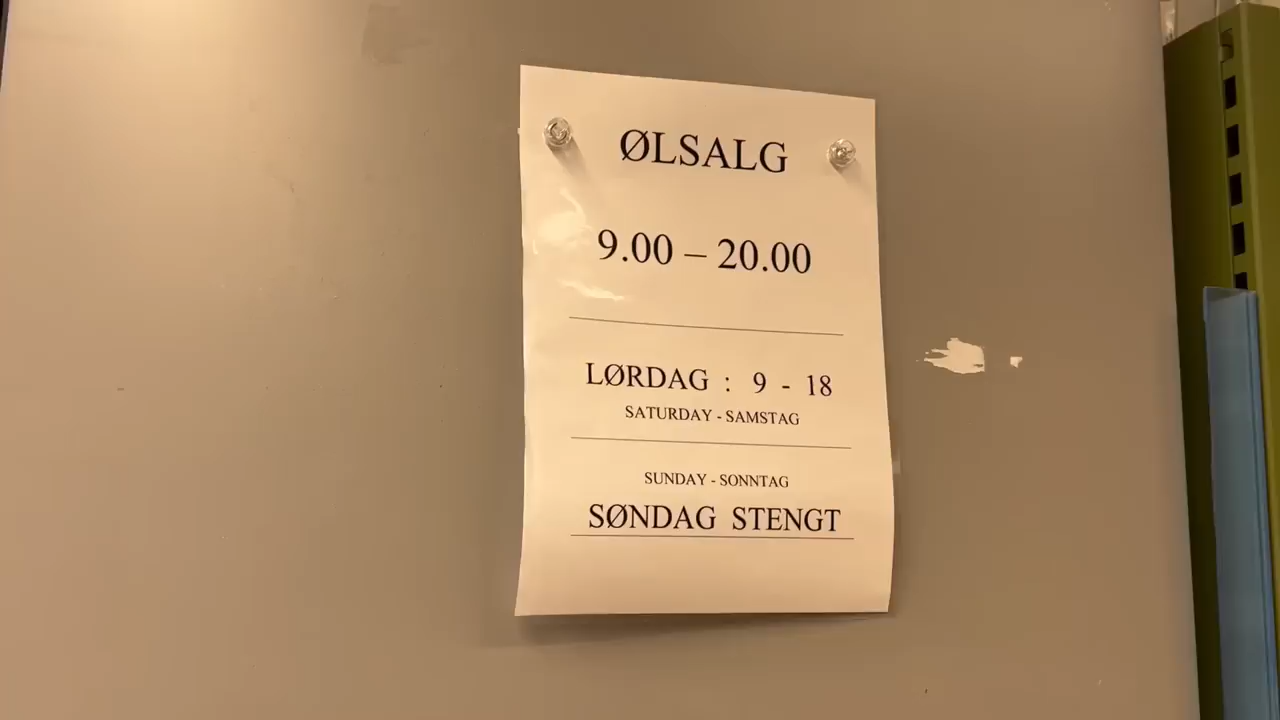 ØLSALG
9.00 – 20.00
LØRDAG : 9 - 18
SATURDAY - SAMSTAG
SUNDAY - SONNTAG
SØNDAG STENGT